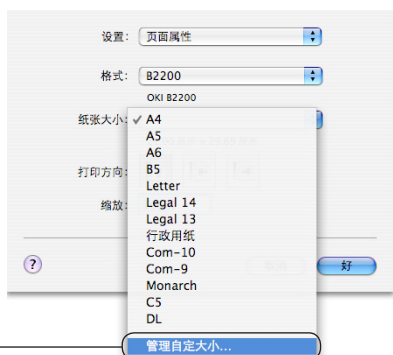 设置: 页面属性
格式: B2200
OKI B2200
纸张大小: ✓ A4
A5
A6
打印方向: B5
Letter
缩放: Legal 14
Legal 13
行政用纸
Com-10
? Com-9 好
Monarch
C5
DL
管理自定大小...